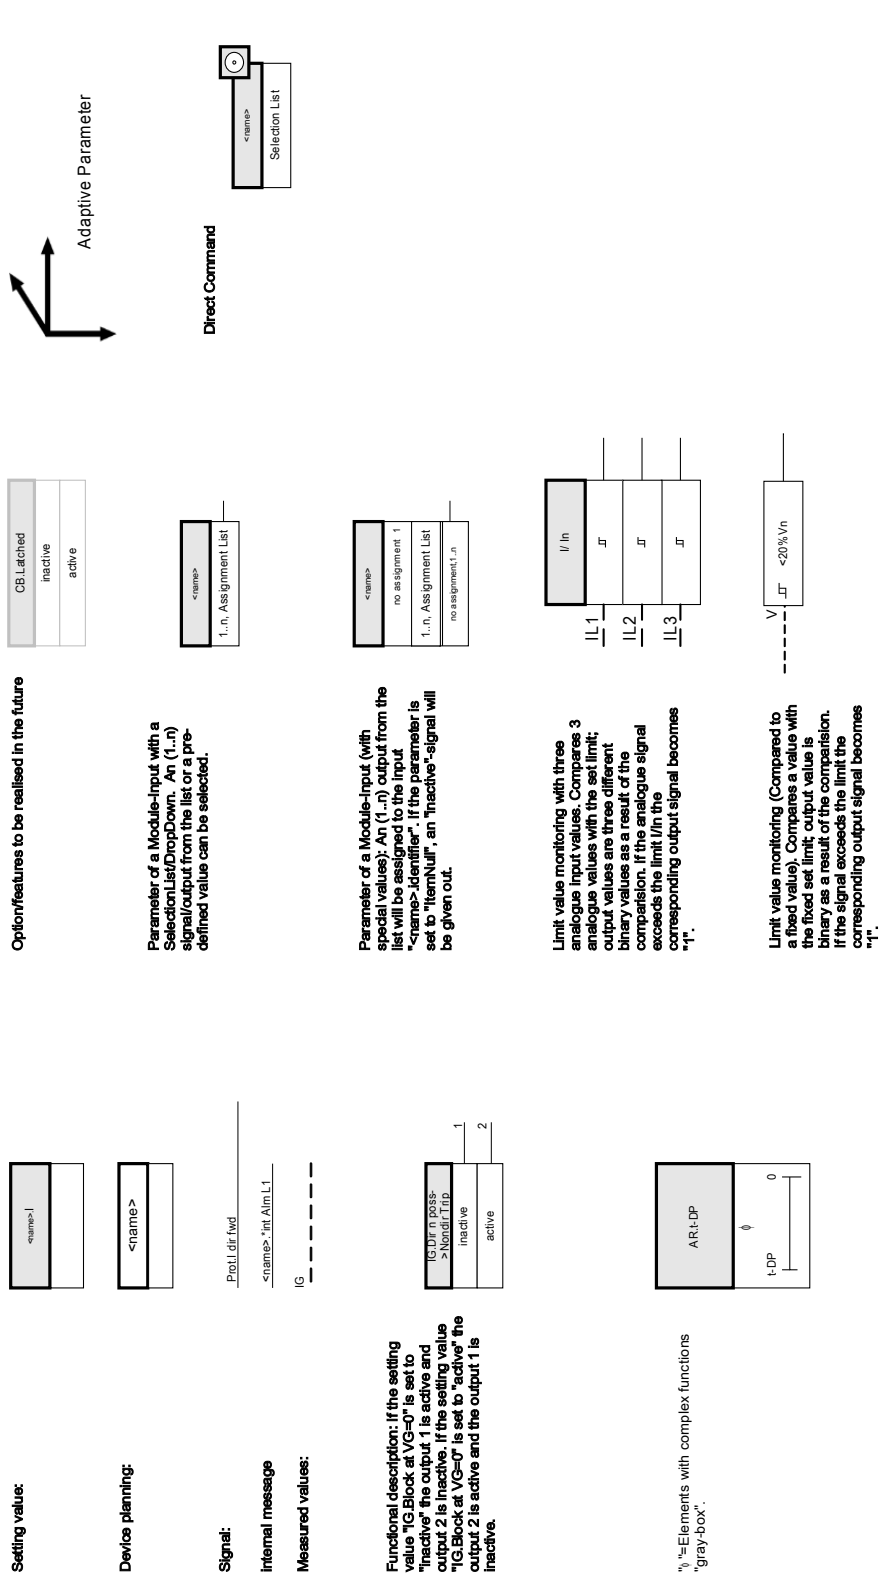 Setting value:
<name>.I
Device planning:
<name>
Signal:
Prot.I dir fwd
internal message
<name>.*int Alm L1
Measured values:
IG
Functional description: If the setting
value "IG.Block at VG=0" is set to
"inactive" the output 1 is active and
output 2 is inactive. If the setting value
"IG.Block at VG=0" is set to "active" the
output 2 is active and the output 1 is
inactive.
IG.Dir n poss-
>Nondir Trip
inactive
active
1
2
"ϕ"=Elements with complex functions
"gray-box".
AR.t-DP
ϕ
t-DP
0
Option/features to be realised in the future
CB.Latched
inactive
active
Parameter of a Module-Input with a
SelectionList/DropDown. An (1..n)
signal/output from the list or a pre-
defined value can be selected.
<name>
1..n, Assignment List
Parameter of a Module-Input (with
special values): An (1..n) output from the
list will be assigned to the input
"<name>.identifier". If the parameter is
set to "ItemNull", an "inactive"-signal will
be given out.
<name>
no assignment 1
1..n, Assignment List
no assignment,1..n
Limit value monitoring with three
analogue input values. Compares 3
analogue values with the set limit;
output values are three different
binary values as a result of the
comparision. If the analogue signal
exceeds the limit I/In the
corresponding output signal becomes
"1".
I/ In
IL1
IL2
IL3
Limit value monitoring (Compared to
a fixed value). Compares a value with
the fixed set limit; output value is
binary as a result of the comparision.
If the signal exceeds the limit the
corresponding output signal becomes
"1".
V
<20%Vn
Adaptive Parameter
Direct Command
<name>
Selection List